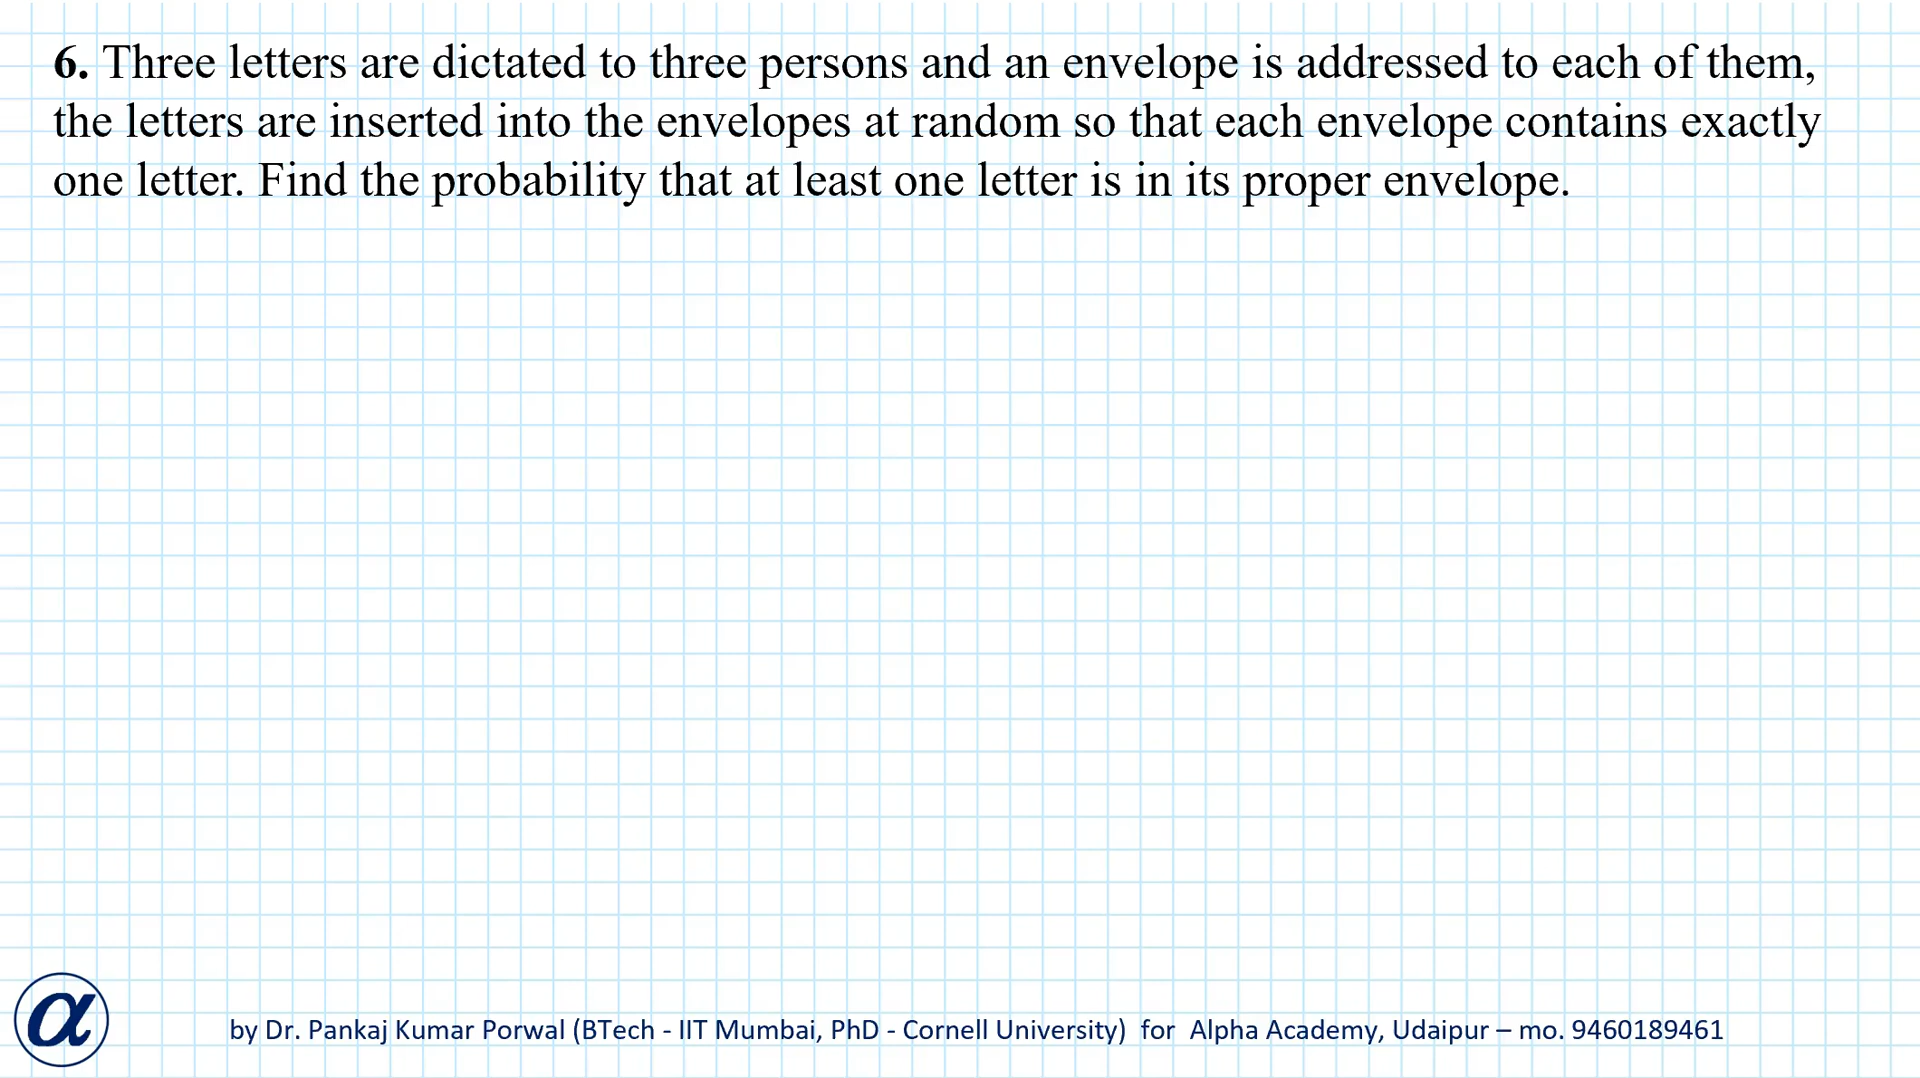 6. Three letters are dictated to three persons and an envelope is addressed to each of them,
the letters are inserted into the envelopes at random so that each envelope contains exactly
one letter. Find the probability that at least one letter is in its proper envelope.
α
by Dr. Pankaj Kumar Porwal (BTech - IIT Mumbai, PhD - Cornell University) for Alpha Academy, Udaipur – mo. 9460189461